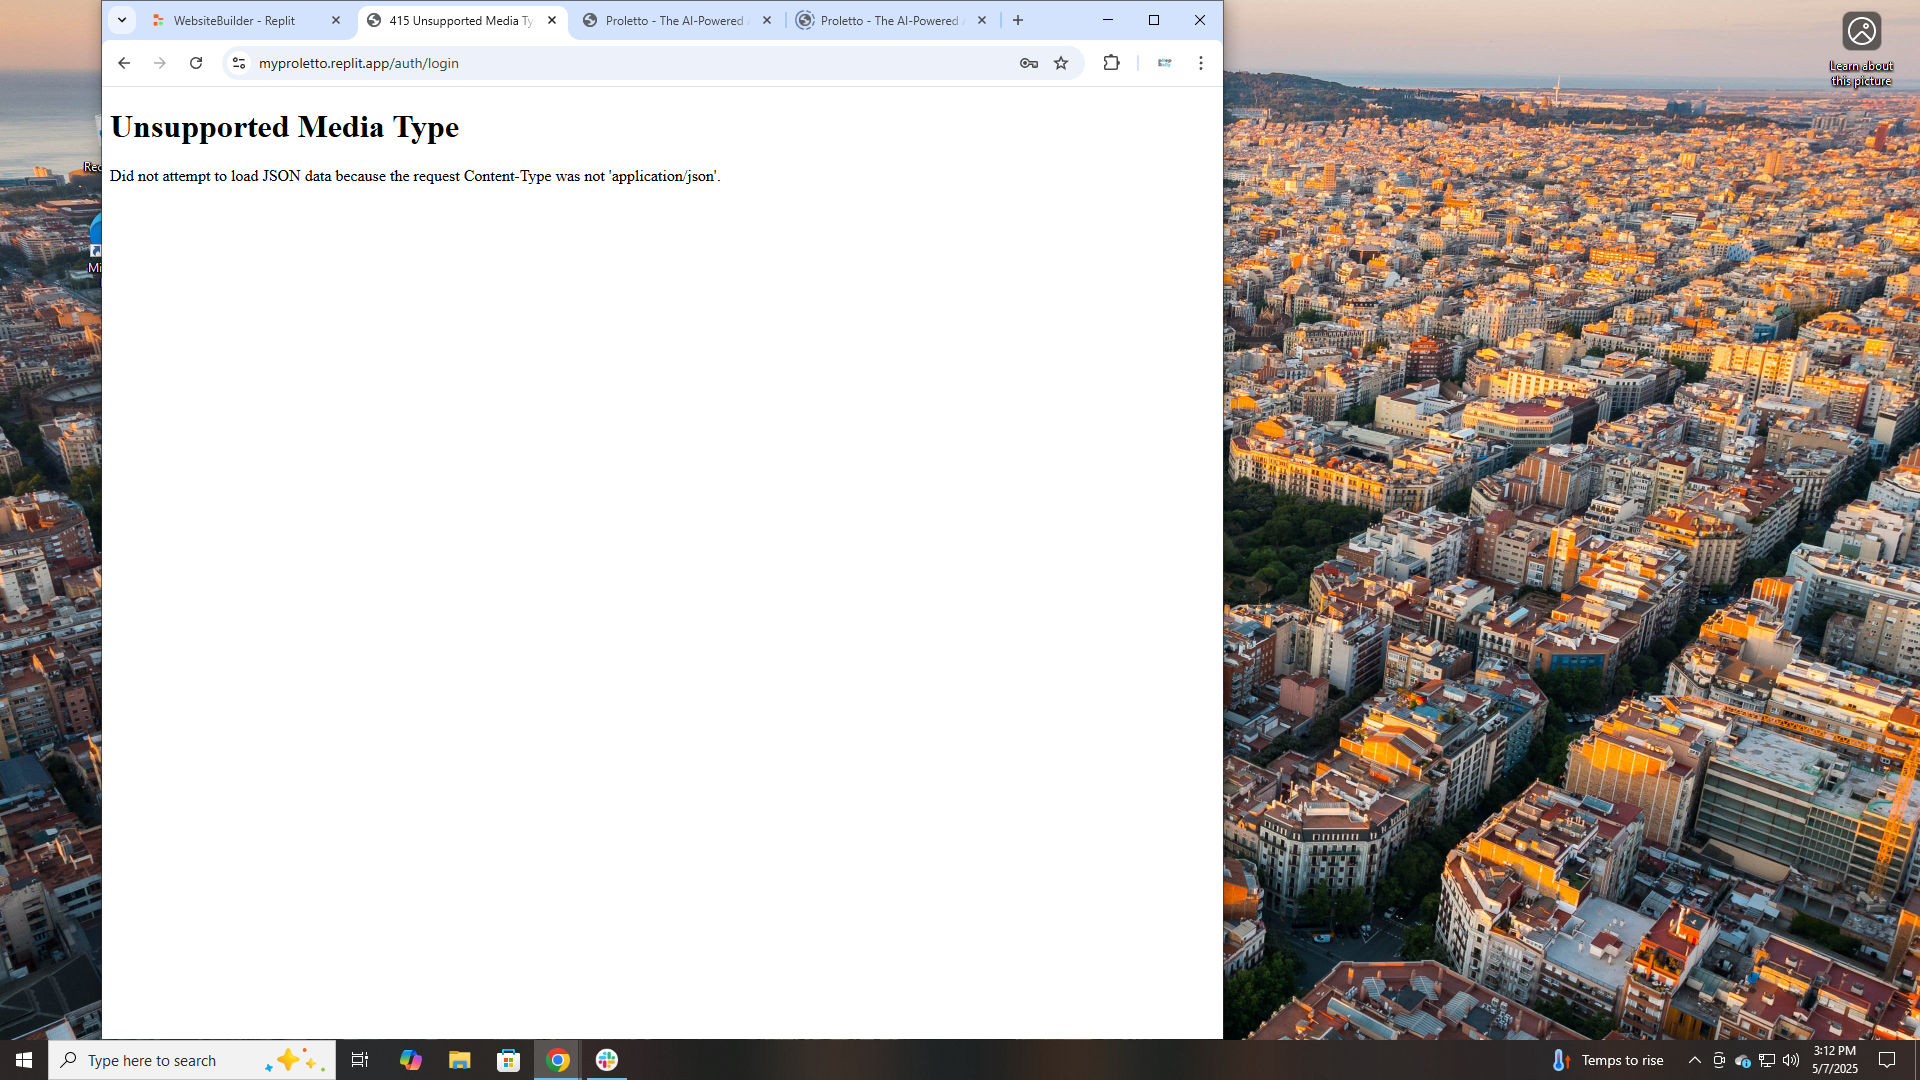 WebsiteBuilder - Replit
415 Unsupported Media Ty
Proletto - The AI-Powered
Proletto - The AI-Powered
myproletto.replit.app/auth/login
Unsupported Media Type
Did not attempt to load JSON data because the request Content-Type was not 'application/json'.
Learn about
this picture
Rec
Mi
Type here to search
Temps to rise
3:12 PM
5/7/2025